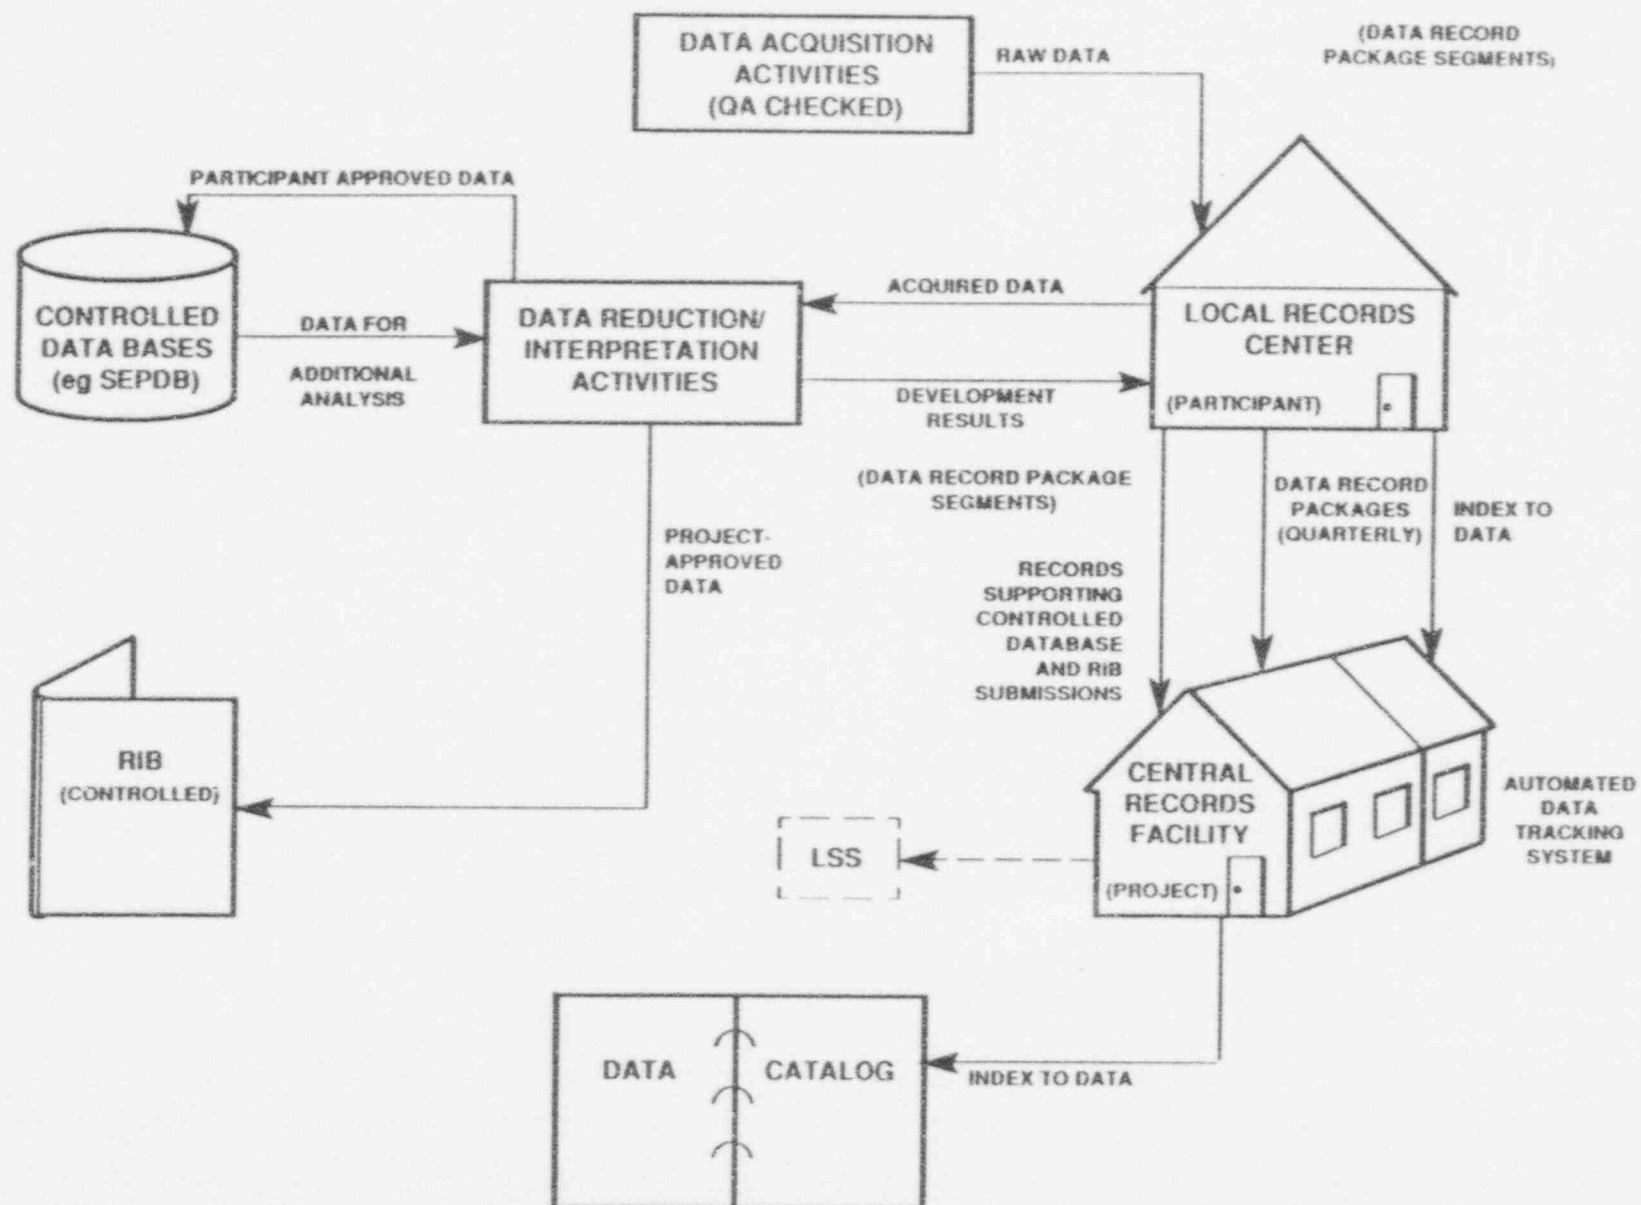 DATA ACQUISITION
ACTIVITIES
(QA CHECKED)
RAW DATA
(DATA RECORD
PACKAGE SEGMENTS)
PARTICIPANT APPROVED DATA
CONTROLLED
DATA BASES
(eg SEPDB)
DATA FOR
ADDITIONAL
ANALYSIS
DATA REDUCTION/
INTERPRETATION
ACTIVITIES
ACQUIRED DATA
DEVELOPMENT
RESULTS
LOCAL RECORDS
CENTER
(PARTICIPANT)
(DATA RECORD PACKAGE
SEGMENTS)
DATA RECORD
PACKAGES
(QUARTERLY)
INDEX TO
DATA
PROJECT-
APPROVED
DATA
RECORDS
SUPPORTING
CONTROLLED
DATABASE
AND RIB
SUBMISSIONS
RIB
(CONTROLLED)
LSS
CENTRAL
RECORDS
FACILITY
(PROJECT)
AUTOMATED
DATA
TRACKING
SYSTEM
DATA
CATALOG
INDEX TO DATA